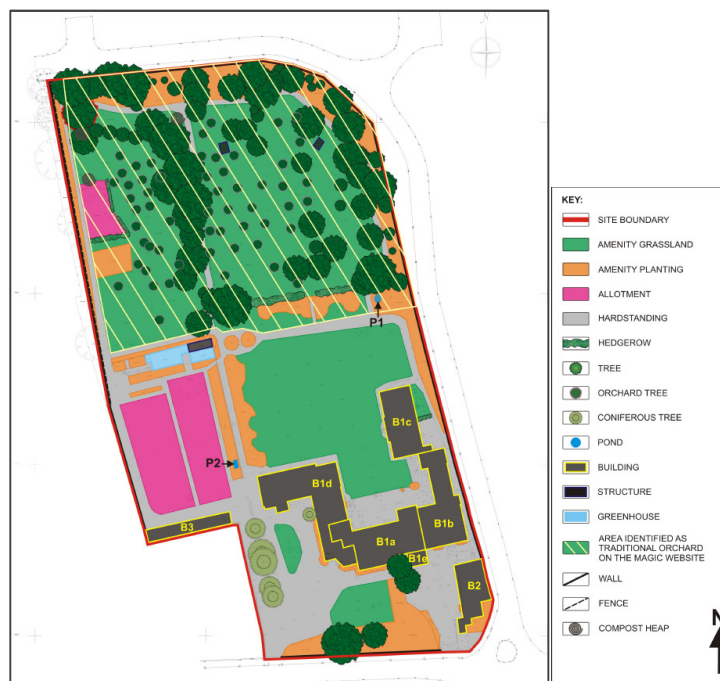 N
P1
B1c
P2
B1d
B3
B1b
B1a
B1e
B2
KEY:
SITE BOUNDARY
AMENITY GRASSLAND
AMENITY PLANTING
ALLOTMENT
HARDSTANDING
HEDGEROW
TREE
ORCHARD TREE
CONIFEROUS TREE
POND
BUILDING
STRUCTURE
GREENHOUSE
AREA IDENTIFIED AS
TRADITIONAL ORCHARD
ON THE MAGIC WEBSITE
WALL
FENCE
COMPOST HEAP
N